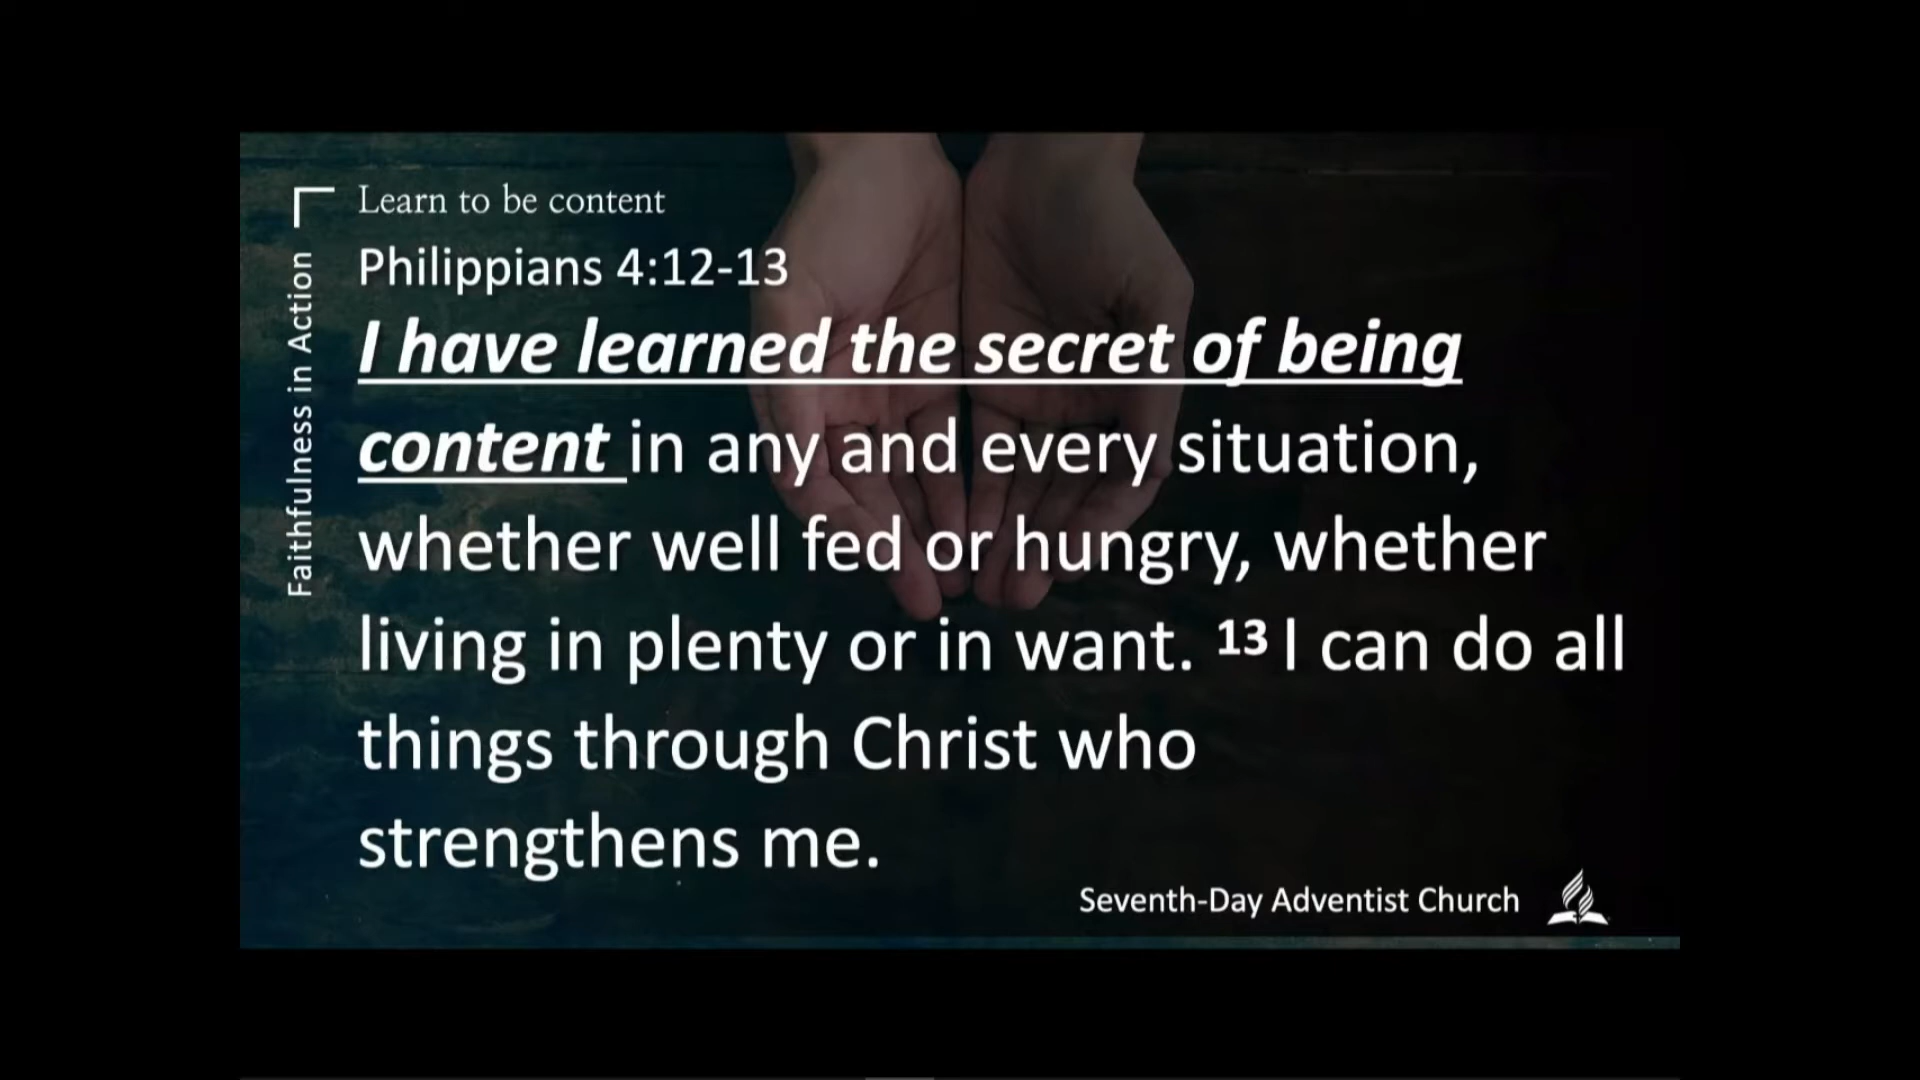 Learn to be content
Faithfulness in Action
Philippians 4:12-13
I have learned the secret of being
content in any and every situation,
whether well fed or hungry, whether
living in plenty or in want. 13 I can do all
things through Christ who
strengthens me.
Seventh-Day Adventist Church